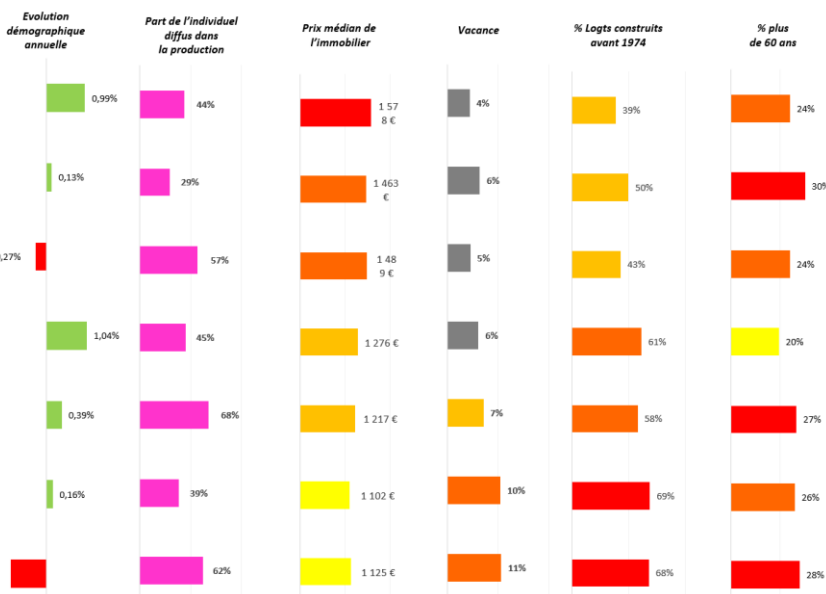 Evolution
démographique
annuelle
Part de l'individuel
diffus dans
la production
Prix médian de
l'immobilier
Vacance
% Logts construits
avant 1974
% plus
de 60 ans
0,99%
44%
1 57
8 €
4%
39%
24%
0,13%
29%
1 463
€
6%
50%
30%
,27%
57%
1 48
9 €
5%
43%
24%
1,04%
45%
1 276 €
6%
61%
20%
0,39%
68%
1 217 €
7%
58%
27%
0,16%
39%
1 102 €
10%
69%
26%
62%
1 125 €
11%
68%
28%